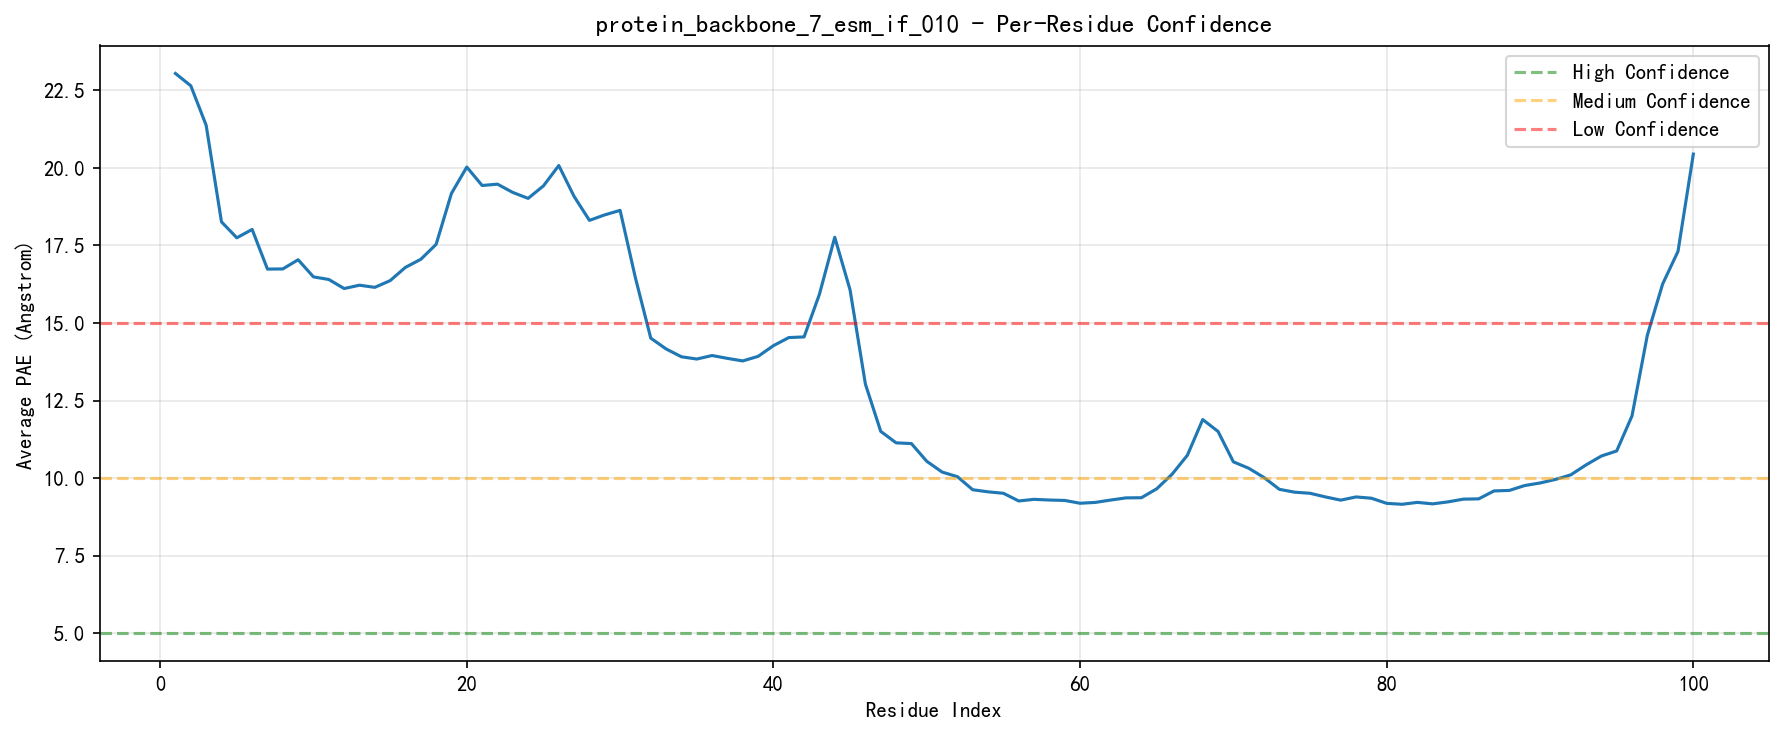 protein_backbone_7_esm_if_010 - Per-Residue Confidence
High Confidence
Medium Confidence
Low Confidence
Average PAE (Angstrom)
22.5
20.0
17.5
15.0
12.5
10.0
7.5
5.0
0 20 40 60 80 100
Residue Index